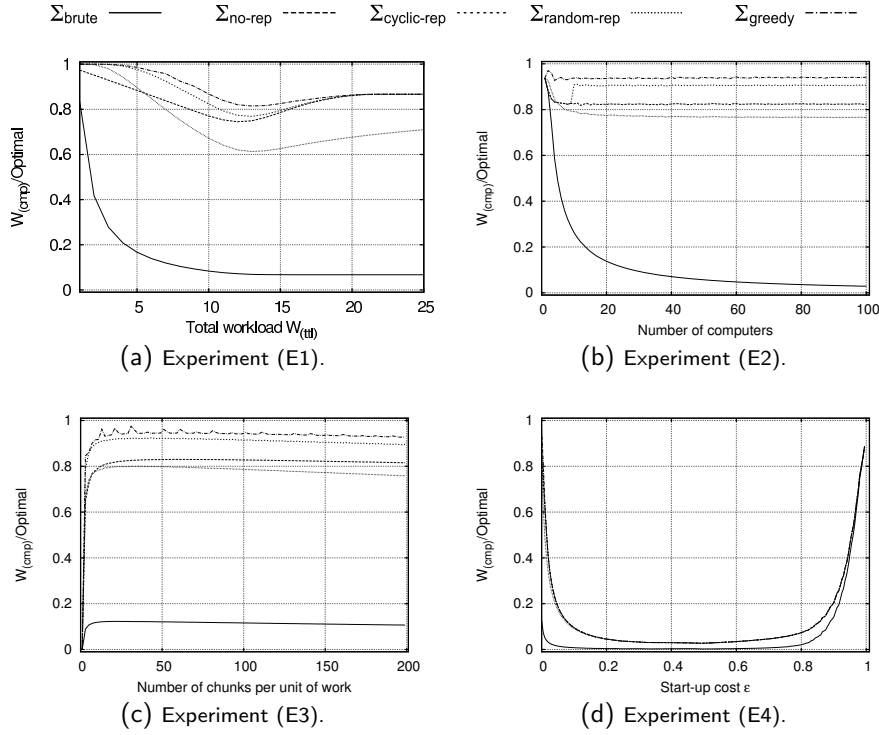 Σbrute Σno-rep Σcyclic-rep Σrandom-rep Σgreedy
W(cmp)/Optimal
1
0.8
0.6
0.4
0.2
0
5 10 15 20 25
Total workload W(ttl)
(a) Experiment (E1).
W(cmp)/Optimal
1
0.8
0.6
0.4
0.2
0
0 20 40 60 80 100
Number of computers
(b) Experiment (E2).
W(cmp)/Optimal
1
0.8
0.6
0.4
0.2
0
0 50 100 150 200
Number of chunks per unit of work
(c) Experiment (E3).
W(cmp)/Optimal
1
0.8
0.6
0.4
0.2
0
0 0.2 0.4 0.6 0.8 1
Start-up cost ε
(d) Experiment (E4).